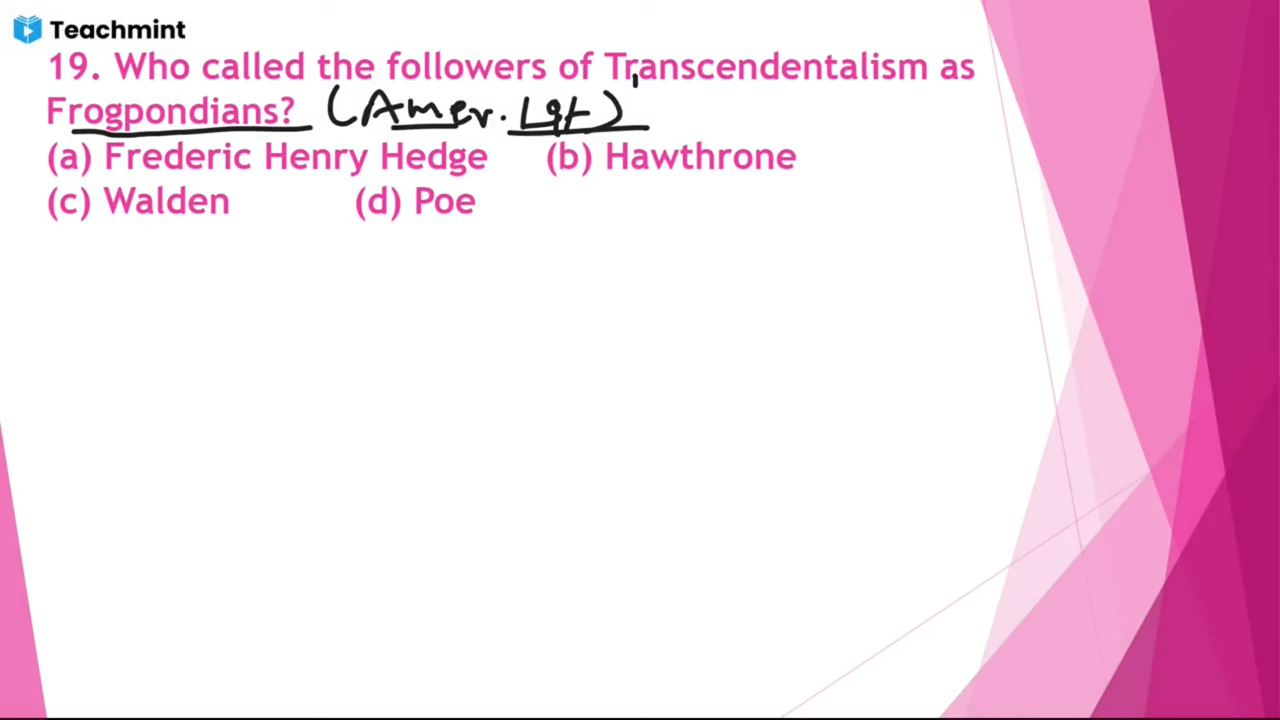 Teachmint
19. Who called the followers of Transcendentalism as
Frogpondians? (Amer. Lit)
(a) Frederic Henry Hedge (b) Hawthrone
(c) Walden (d) Poe